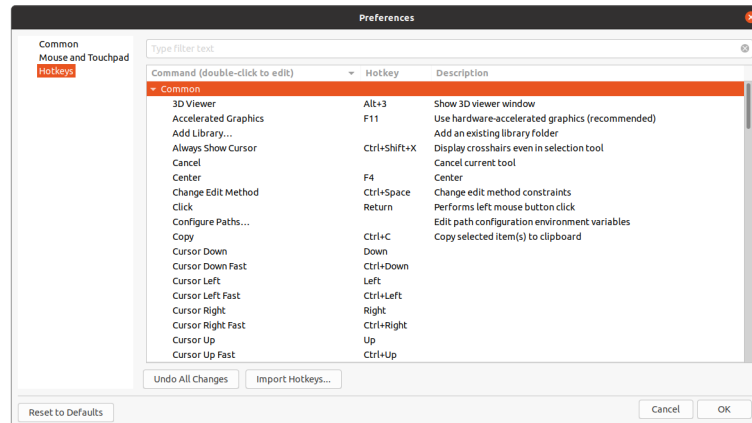 Preferences
Common
Mouse and Touchpad
Hotkeys
Type filter text
Command (double-click to edit) Hotkey Description
Common
3D Viewer Alt+3 Show 3D viewer window
Accelerated Graphics F11 Use hardware-accelerated graphics (recommended)
Add Library... Add an existing library folder
Always Show Cursor Ctrl+Shift+X Display crosshairs even in selection tool
Cancel Cancel current tool
Center F4 Center
Change Edit Method Ctrl+Space Change edit method constraints
Click Return Performs left mouse button click
Configure Paths... Edit path configuration environment variables
Copy Ctrl+C Copy selected item(s) to clipboard
Cursor Down Down
Cursor Down Fast Ctrl+Down
Cursor Left Left
Cursor Left Fast Ctrl+Left
Cursor Right Right
Cursor Right Fast Ctrl+Right
Cursor Up Up
Cursor Up Fast Ctrl+Up
Undo All Changes Import Hotkeys...
Reset to Defaults Cancel OK